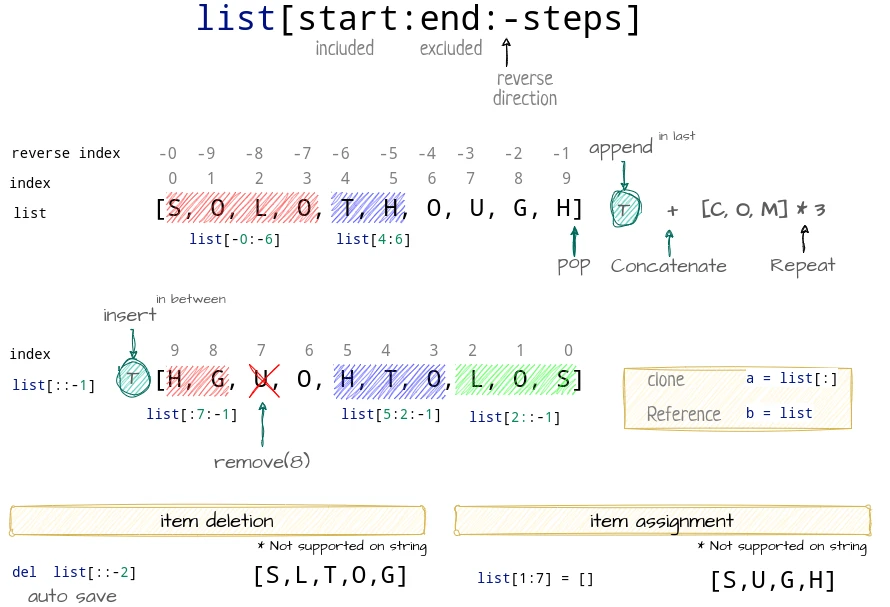 list[start:end:-steps]
included excluded
reverse
direction
reverse index -0 -9 -8 -7 -6 -5 -4 -3 -2 -1
append in last
index 0 1 2 3 4 5 6 7 8 9
list [S, O, L, O, T, H, O, U, G, H] T + [C, O, M] * 3
list[-0:-6] list[4:6]
pop Concatenate Repeat
in between
insert
index 9 8 7 6 5 4 3 2 1 0
list[::-1] T [H, G, U, O, H, T, O, L, O, S]
list[:7:-1] list[5:2:-1] list[2::-1]
remove(8)
clone a = list[:]
Reference b = list
item deletion
* Not supported on string
del list[::-2] [S,L,T,O,G]
auto save
item assignment
* Not supported on string
list[1:7] = [] [S,U,G,H]